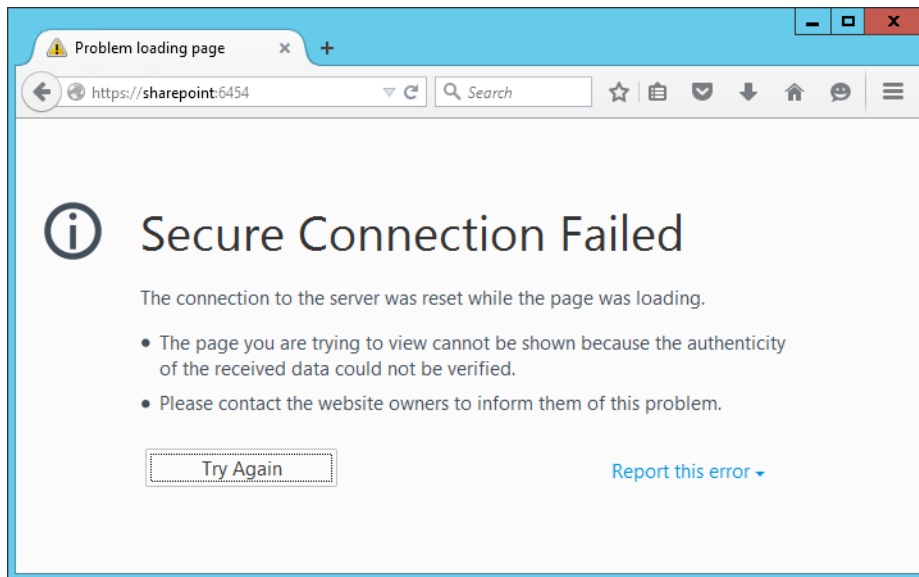 Problem loading page
https://sharepoint:6454
Search
Secure Connection Failed
The connection to the server was reset while the page was loading.
• The page you are trying to view cannot be shown because the authenticity
of the received data could not be verified.
• Please contact the website owners to inform them of this problem.
Try Again
Report this error